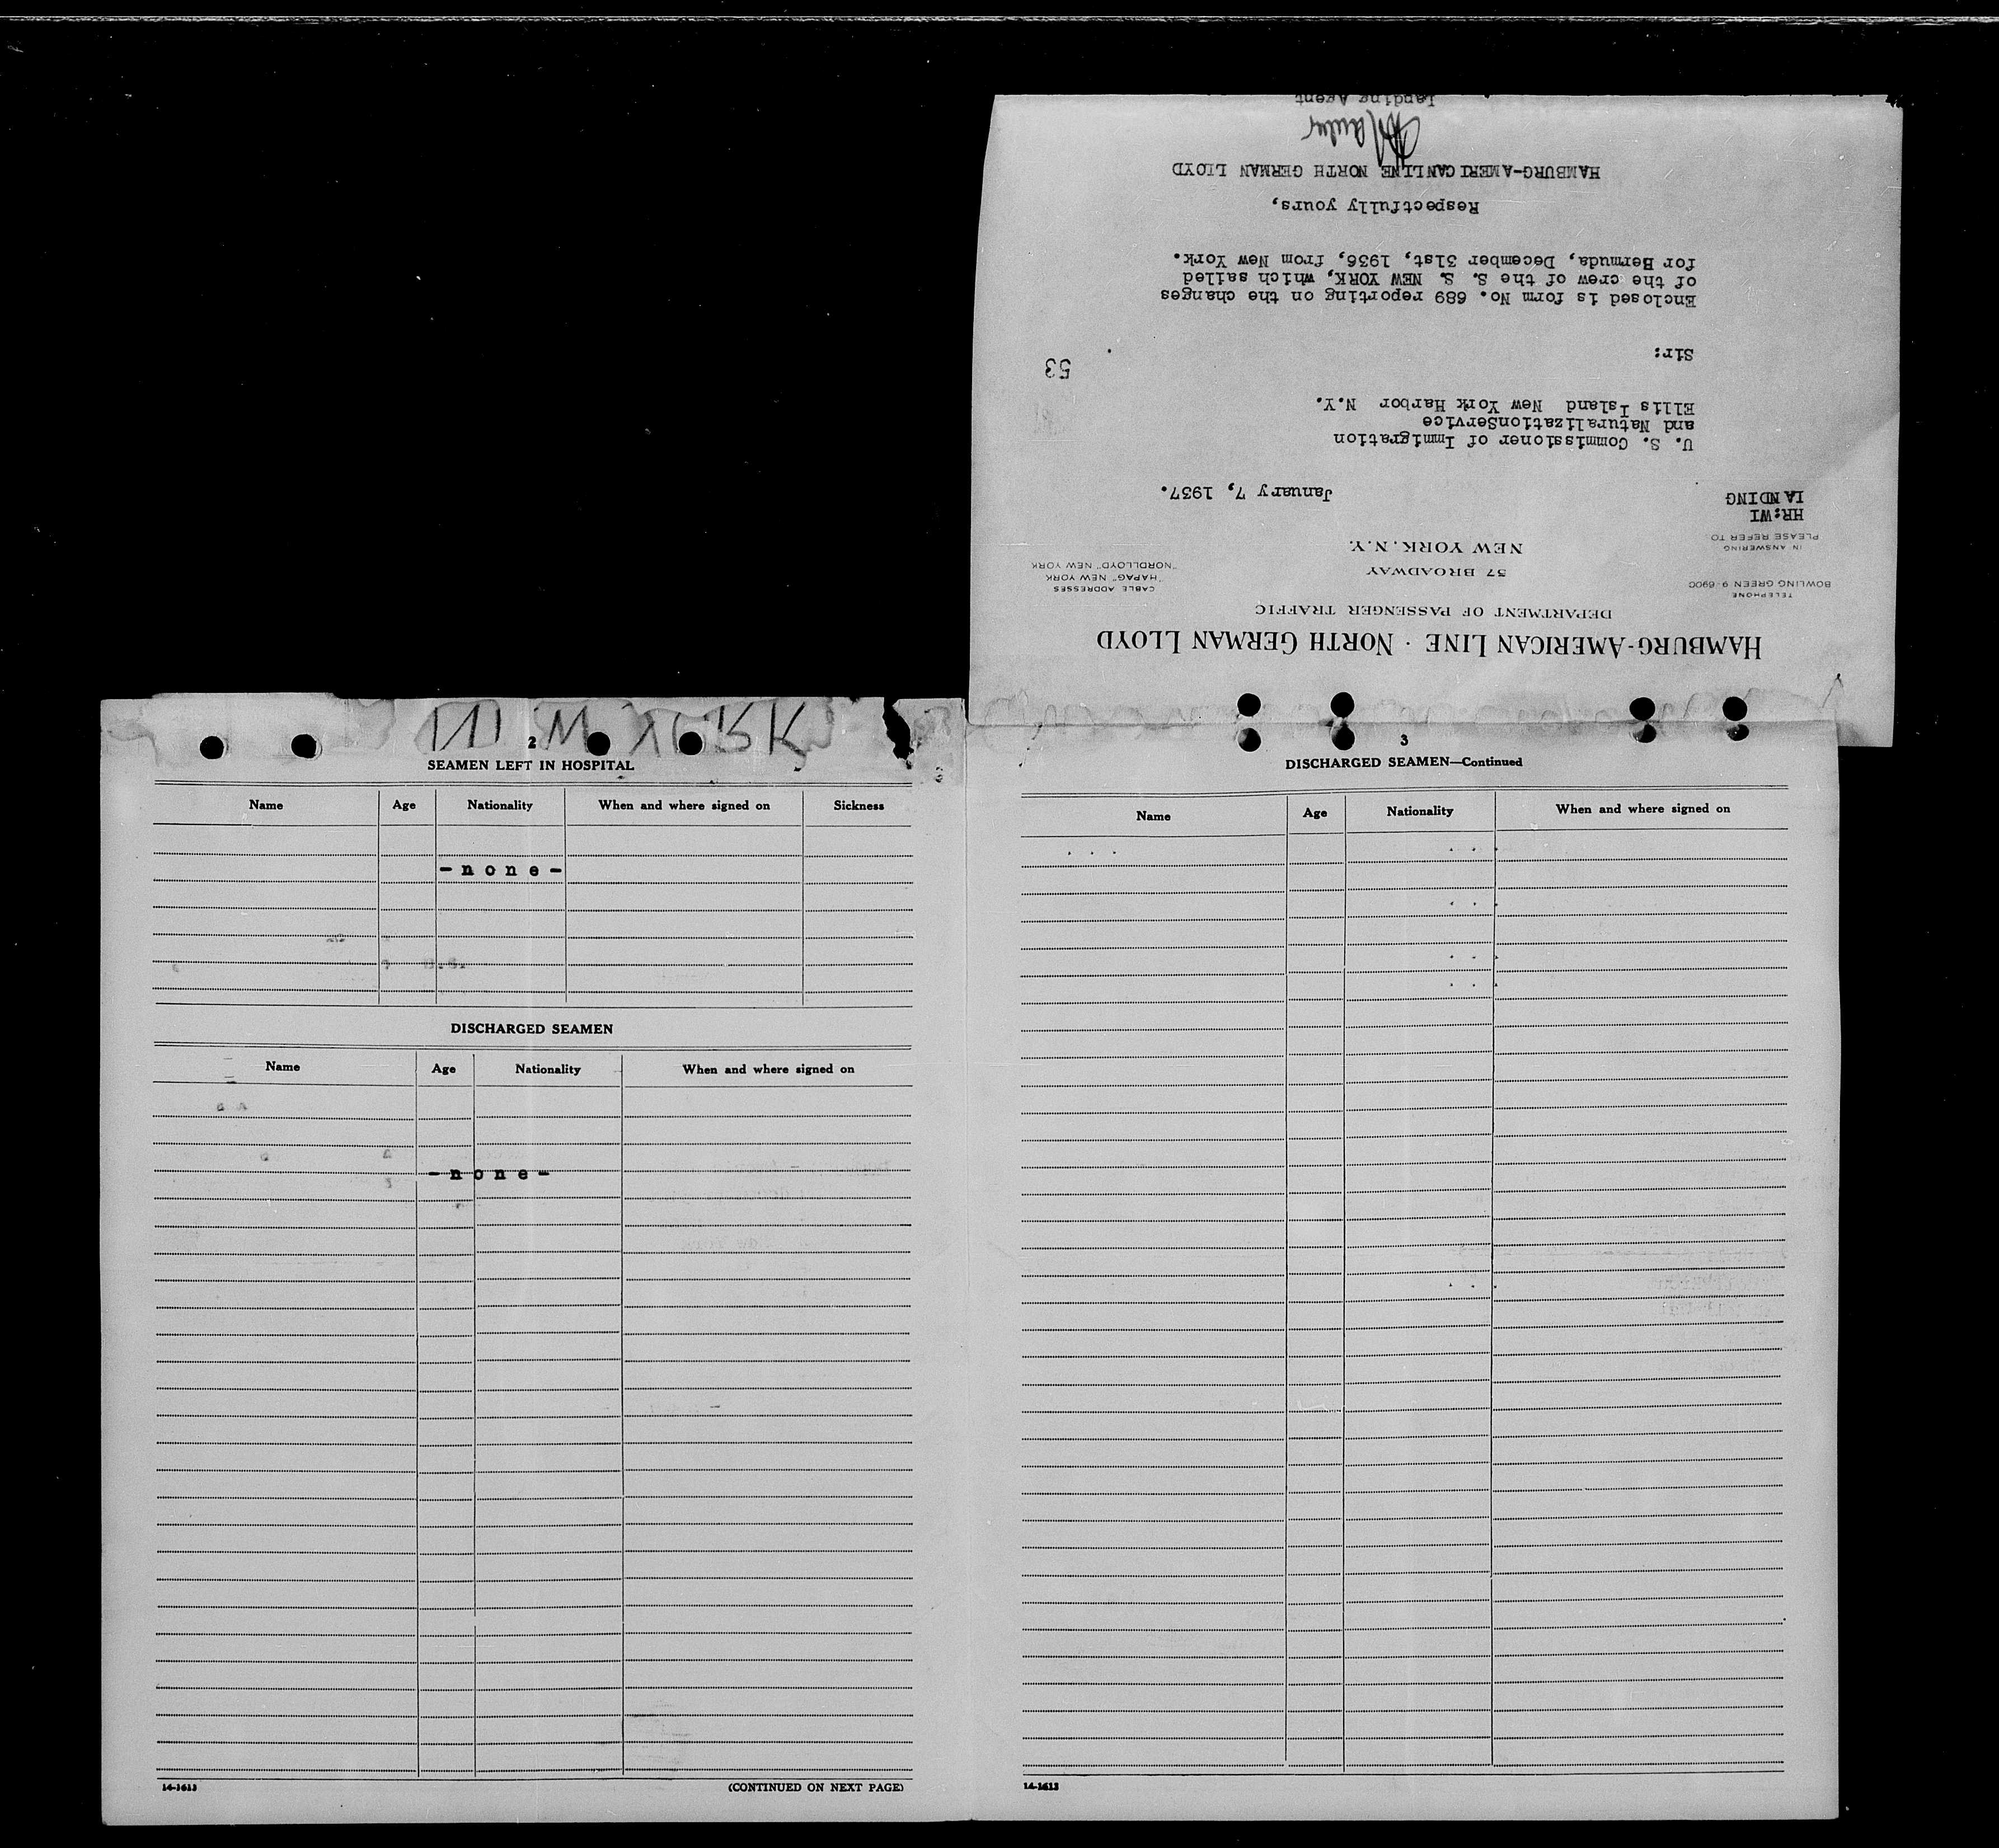 HAMBURG-AMERICAN LINE · NORTH GERMAN LLOYD
DEPARTMENT OF PASSENGER TRAFFIC
57 BROADWAY
NEW YORK, N.Y.
TELEPHONE
BOWLING GREEN 9-6900
IN ANSWERING
PLEASE REFER TO
HR:WI
LANDING
CABLE ADDRESSES
"HAPAG" NEW YORK
"NORDLLOYD" NEW YORK
January 7, 1937.
U. S. Commissioner of Immigration
and NaturalizationService
Ellis Island New York Harbor N.Y.
53
Sir:
Enclosed is form No. 689 reporting on the changes
of the crew of the S. S. NEW YORK, which sailed
for Bermuda, December 31st, 1936, from New York.
Respectfully yours,
HAMBURG-AMERICANLINE NORTH GERMAN LLOYD
Landing Agent
2
SEAMEN LEFT IN HOSPITAL
Name Age Nationality When and where signed on Sickness
- n o n e -
DISCHARGED SEAMEN
Name Age Nationality When and where signed on
- n o n e -
14-1613
(CONTINUED ON NEXT PAGE)
3
DISCHARGED SEAMEN—Continued
Name Age Nationality When and where signed on
14-1613